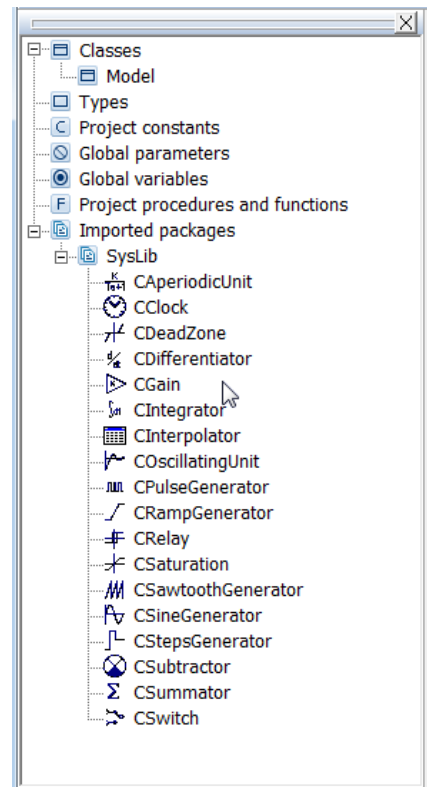 Classes
Model
Types
C Project constants
Global parameters
Global variables
F Project procedures and functions
Imported packages
SysLib
CAperiodicUnit
CClock
CDeadZone
CDifferentiator
CGain
CIntegrator
CInterpolator
COscillatingUnit
CPulseGenerator
CRampGenerator
CRelay
CSaturation
CSawtoothGenerator
CSineGenerator
CStepsGenerator
CSubtractor
Σ CSummator
CSwitch